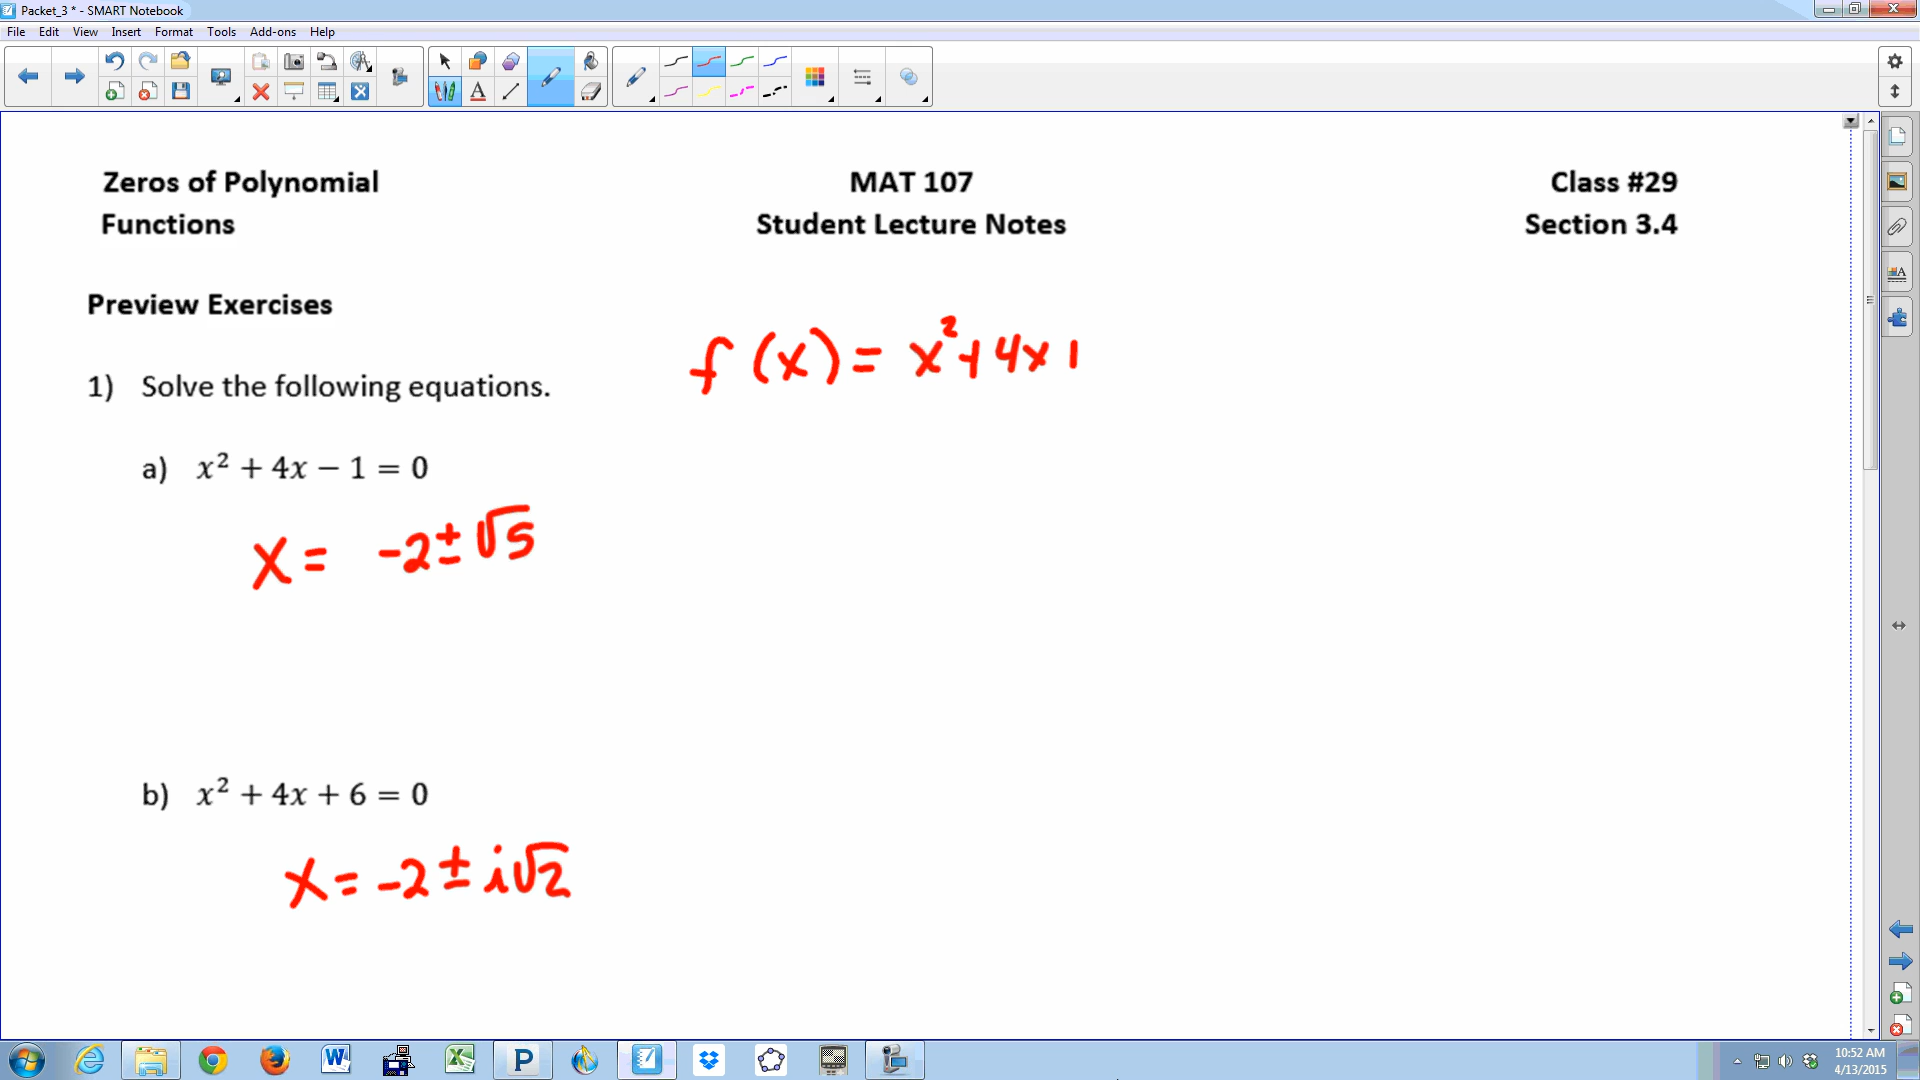 Packet_3 * - SMART Notebook
File Edit View Insert Format Tools Add-ons Help
Zeros of Polynomial Functions
MAT 107
Student Lecture Notes
Class #29
Section 3.4
Preview Exercises
f(x) = x² + 4x 1
1) Solve the following equations.
a) x² + 4x − 1 = 0
x = -2 ± √5
b) x² + 4x + 6 = 0
x = -2 ± i√2
10:52 AM
4/13/2015